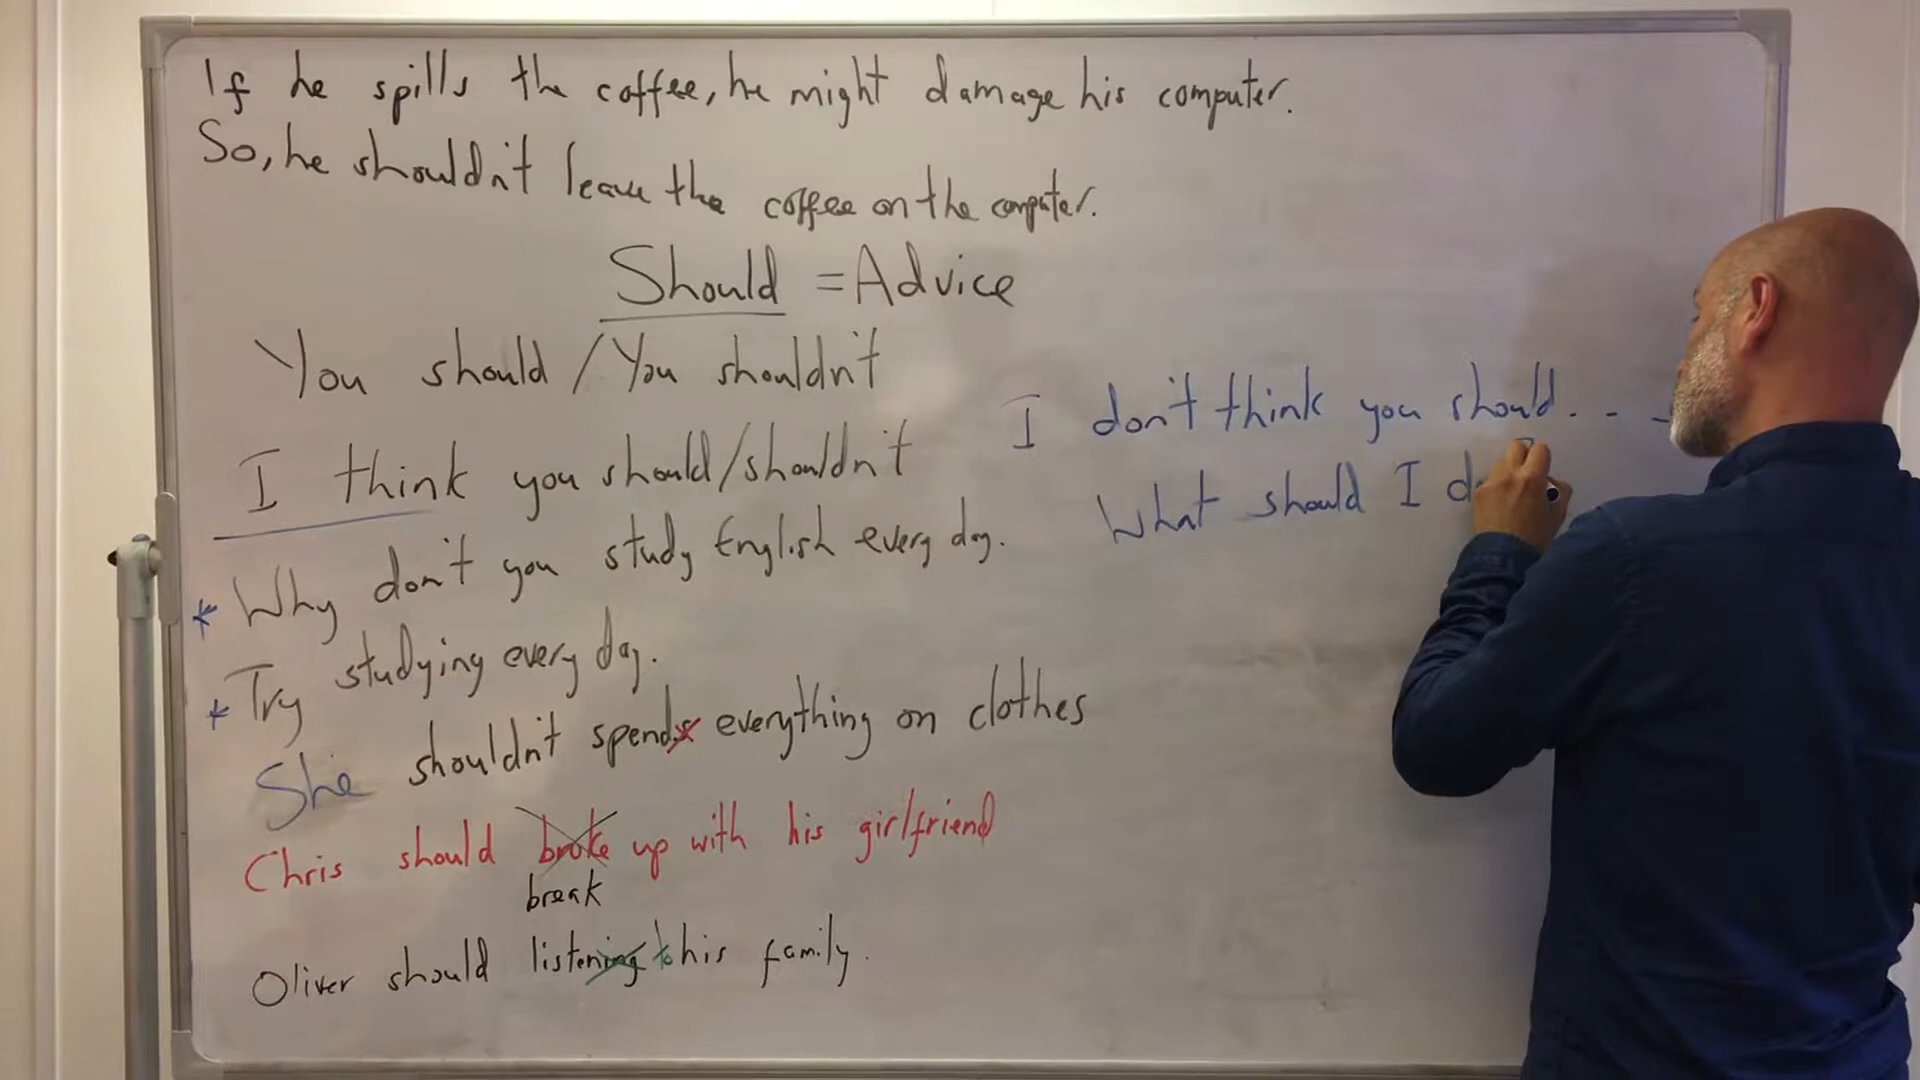 If he spills the coffee, he might damage his computer.
So, he shouldn't leave the coffee on the computer.
Should = Advice
You should / You shouldn't
I think you should/shouldn't
* Why don't you study English every day.
* Try studying every day.
She shouldn't spends everything on clothes
Chris should broke up with his girlfriend
break
Oliver should listening to his family.
I don't think you should. . .
What should I